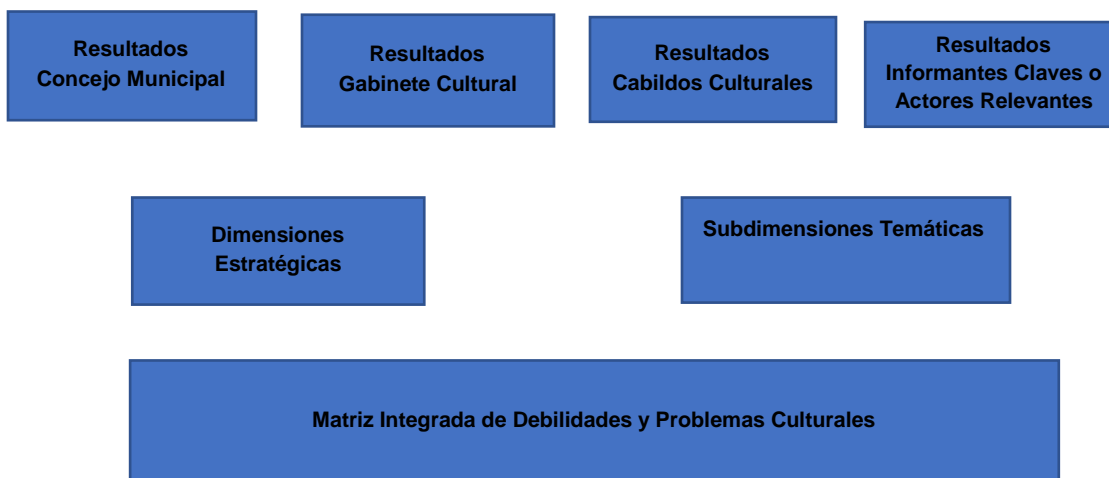 Resultados
Concejo Municipal
Resultados
Gabinete Cultural
Resultados
Cabildos Culturales
Resultados
Informantes Claves o
Actores Relevantes
Dimensiones
Estratégicas
Subdimensiones Temáticas
Matriz Integrada de Debilidades y Problemas Culturales